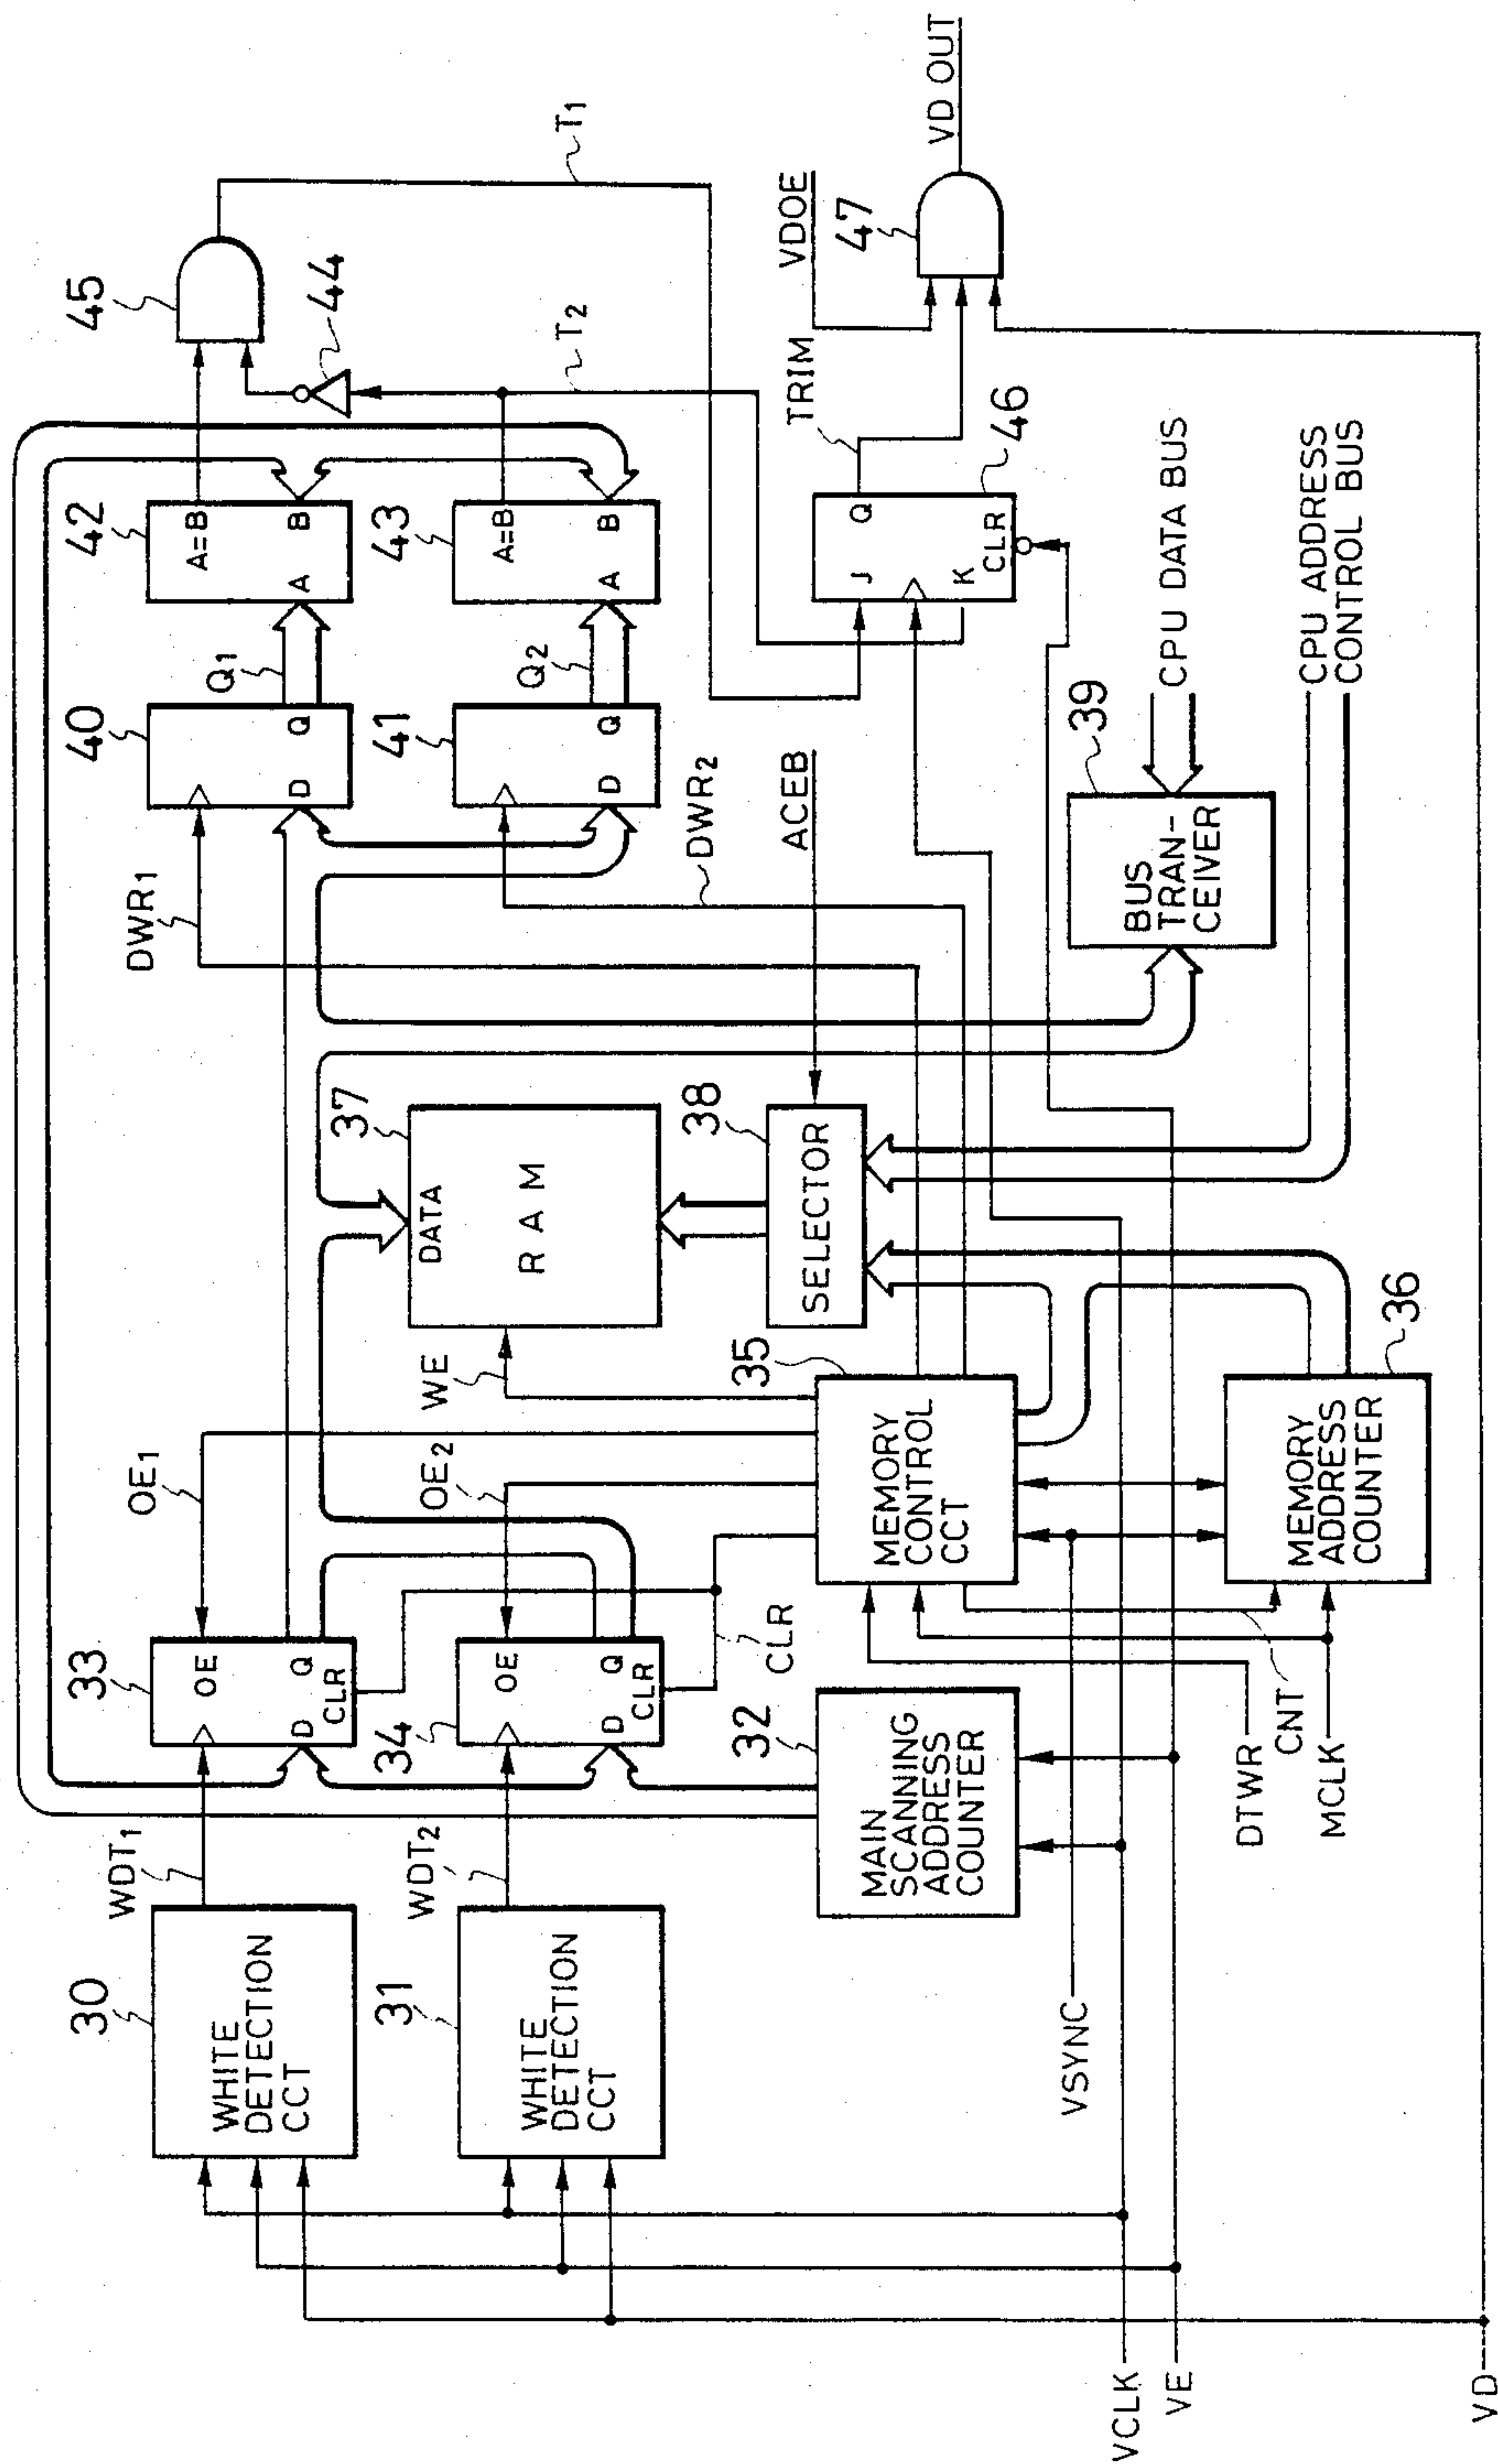 30
WHITE
DETECTION
CCT
WDT1
31
WHITE
DETECTION
CCT
WDT2
33
OE
D
Q
CLR
OE1
34
OE
D
Q
CLR
OE2
CLR
32
MAIN
SCANNING
ADDRESS
COUNTER
35
MEMORY
CONTROL
CCT
WE
36
MEMORY
ADDRESS
COUNTER
37
DATA
RAM
38
SELECTOR
ACEB
39
BUS
TRAN-
CEIVER
CPU DATA BUS
CPU ADDRESS
CONTROL BUS
DWR1
40
D
Q
Q1
DWR2
41
D
Q
Q2
42
A=B
A
B
43
A=B
A
B
44
45
T1
T2
46
J
Q
K
CLR
TRIM
VDOE
47
VD OUT
VSYNC
DTWR
CNT
MCLK
VCLK
VE
VD